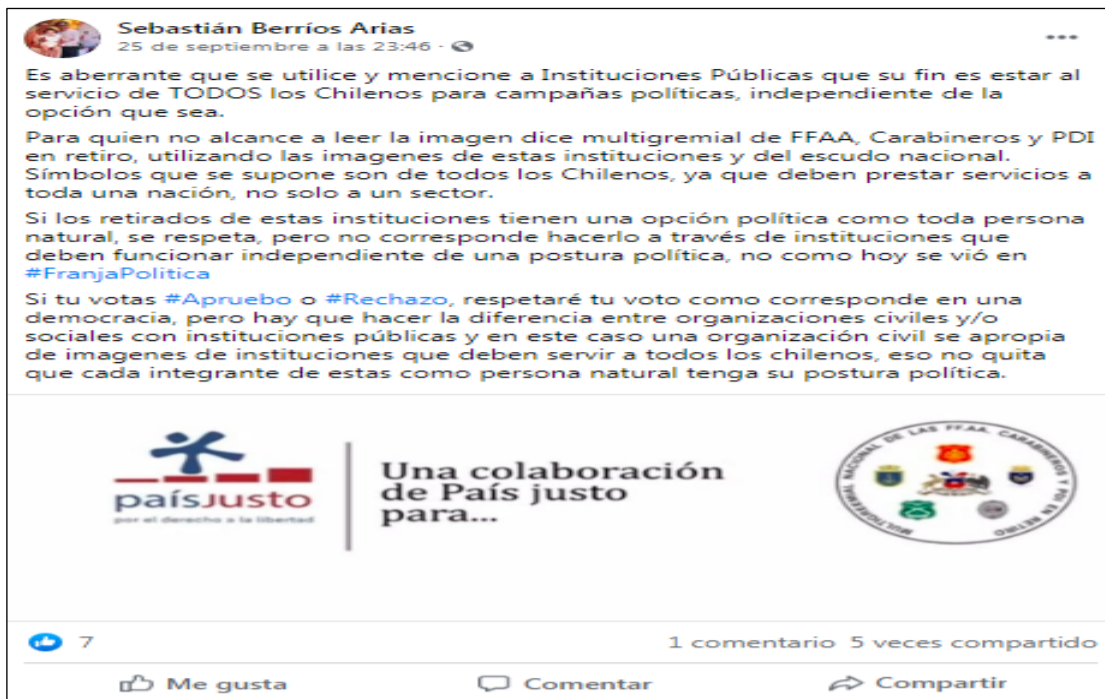 Sebastián Berríos Arias
25 de septiembre a las 23:46 ·
Es aberrante que se utilice y mencione a Instituciones Públicas que su fin es estar al
servicio de TODOS los Chilenos para campañas políticas, independiente de la
opción que sea.
Para quien no alcance a leer la imagen dice multigremial de FFAA, Carabineros y PDI
en retiro, utilizando las imagenes de estas instituciones y del escudo nacional.
Símbolos que se supone son de todos los Chilenos, ya que deben prestar servicios a
toda una nación, no solo a un sector.
Si los retirados de estas instituciones tienen una opción política como toda persona
natural, se respeta, pero no corresponde hacerlo a través de instituciones que
deben funcionar independiente de una postura política, no como hoy se vió en
#FranjaPolitica
Si tu votas #Apruebo o #Rechazo, respetaré tu voto como corresponde en una
democracia, pero hay que hacer la diferencia entre organizaciones civiles y/o
sociales con instituciones públicas y en este caso una organización civil se apropia
de imagenes de instituciones que deben servir a todos los chilenos, eso no quita
que cada integrante de estas como persona natural tenga su postura política.
paísJusto
por el derecho a la libertad
Una colaboración
de País justo
para...
MULTIGREMIAL NACIONAL DE LAS FF.AA. CARABINEROS Y PDI EN RETIRO
7
1 comentario 5 veces compartido
Me gusta
Comentar
Compartir